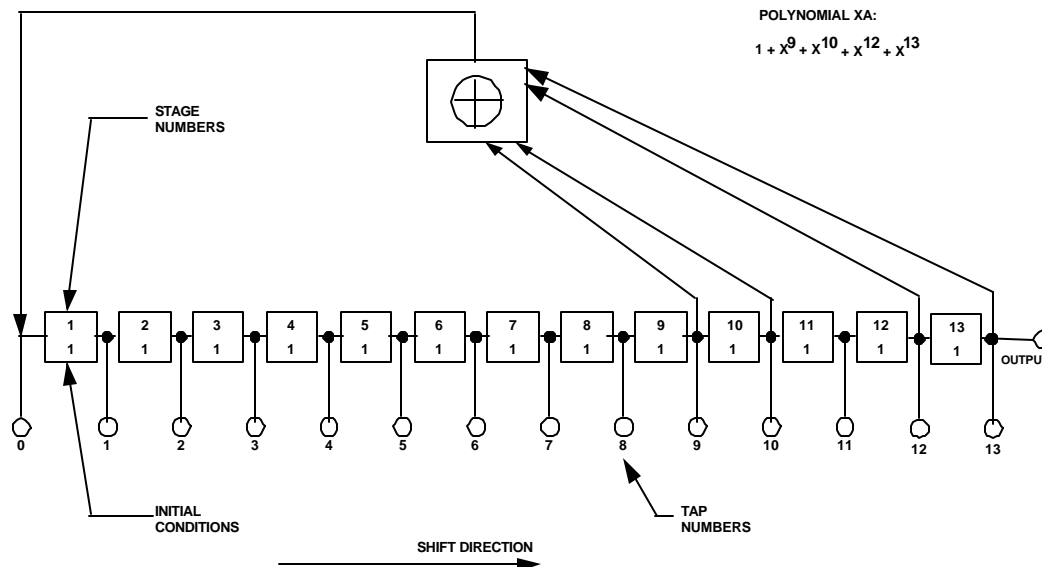 POLYNOMIAL XA:
1 + X9 + X10 + X12 + X13
STAGE
NUMBERS
1 2 3 4 5 6 7 8 9 10 11 12 13
1 1 1 1 1 1 1 1 1 1 1 1 1
OUTPUT
0 1 2 3 4 5 6 7 8 9 10 11 12 13
INITIAL
CONDITIONS
TAP
NUMBERS
SHIFT DIRECTION